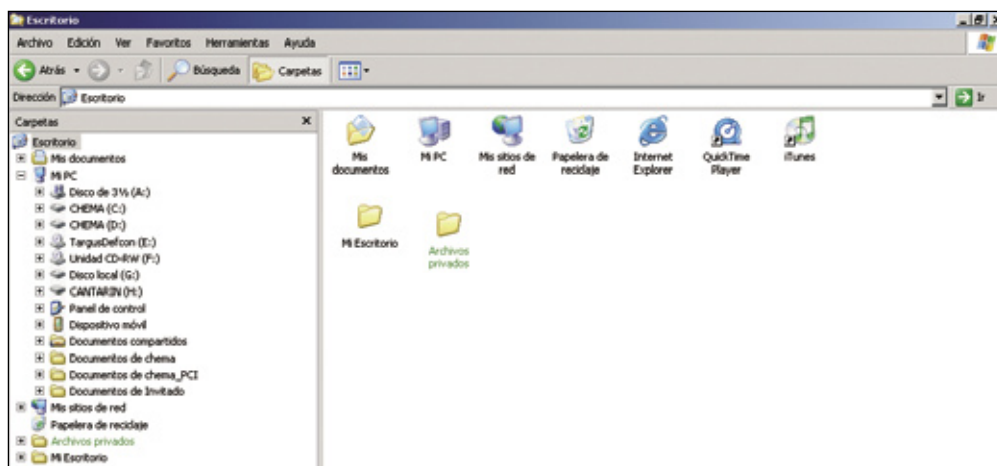 Escritorio
Archivo Edición Ver Favoritos Herramientas Ayuda
Atrás Búsqueda Carpetas
Dirección Escritorio Ir
Carpetas
Escritorio
Mis documentos
Mi PC
Disco de 3½ (A:)
CHEMA (C:)
CHEMA (D:)
TargusDefcon (E:)
Unidad CD-RW (F:)
Disco local (G:)
CANTARIN (H:)
Panel de control
Dispositivo móvil
Documentos compartidos
Documentos de chema
Documentos de chema_PCI
Documentos de Invitado
Mis sitios de red
Papelera de reciclaje
Archivos privados
Mi Escritorio
Mis documentos
Mi PC
Mis sitios de red
Papelera de reciclaje
Internet Explorer
QuickTime Player
iTunes
Mi Escritorio
Archivos privados